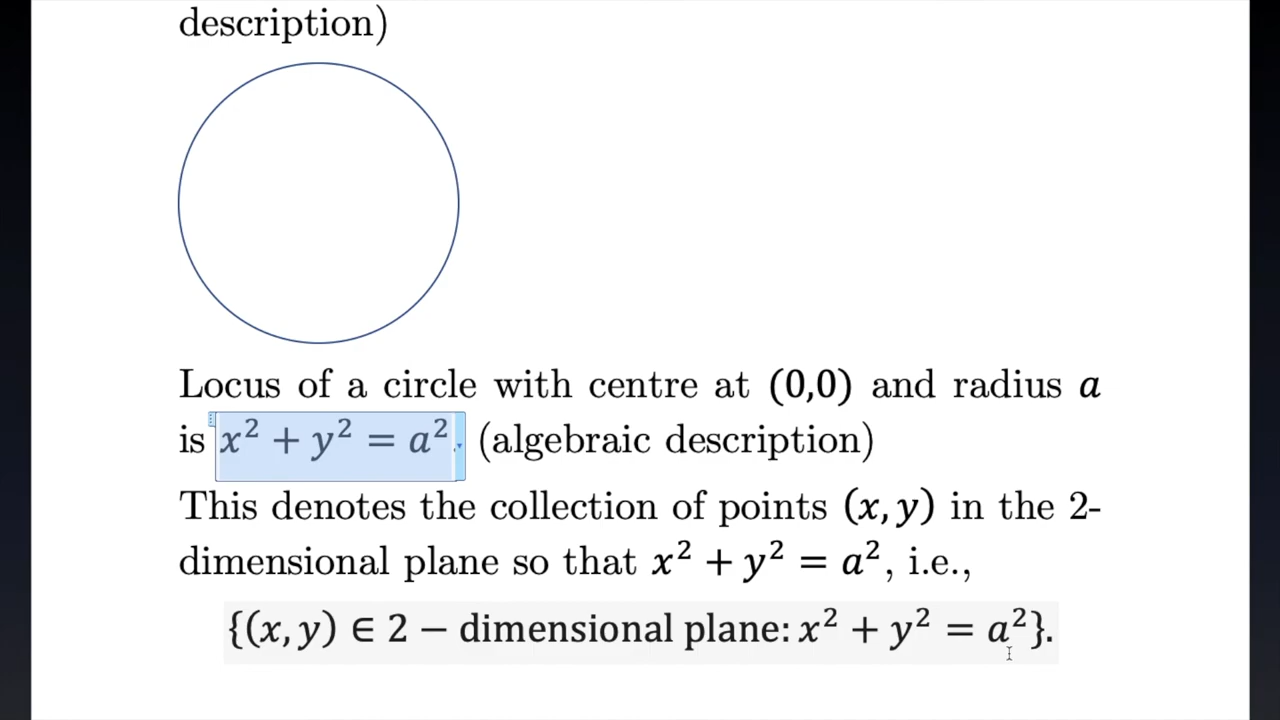 description)
Locus of a circle with centre at (0,0) and radius a
is x² + y² = a². (algebraic description)
This denotes the collection of points (x, y) in the 2-
dimensional plane so that x² + y² = a², i.e.,
{(x, y) ∈ 2 − dimensional plane: x² + y² = a²}.